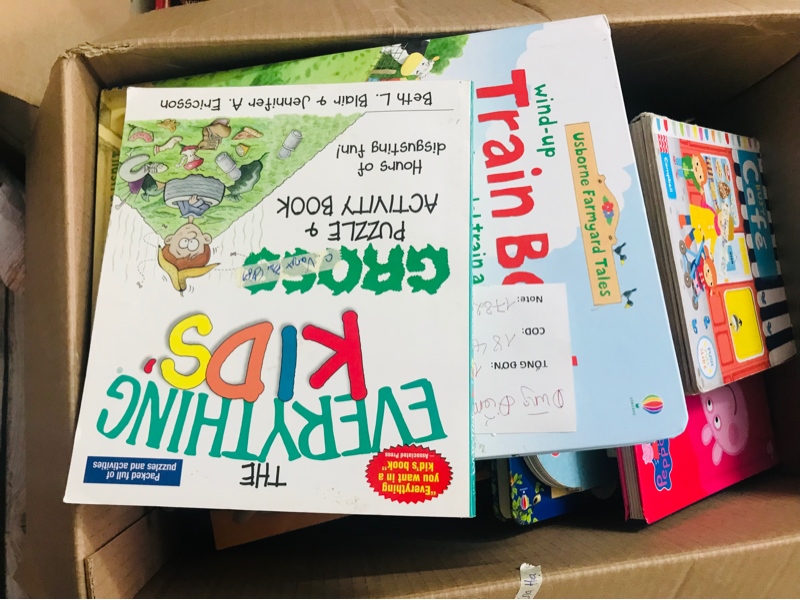 THE
EVERYTHING
KIDS'
GROSS
PUZZLE &
ACTIVITY BOOK
Hours of
disgusting fun!
Beth L. Blair & Jennifer A. Ericsson
Packed full of
puzzles and activities
"Everything
you want in a
kid's book"
—Associated Press
wind-up
Train Bo
Usborne Farmyard Tales
train a
TỔNG ĐƠN:
COD: 184
Note:
Café